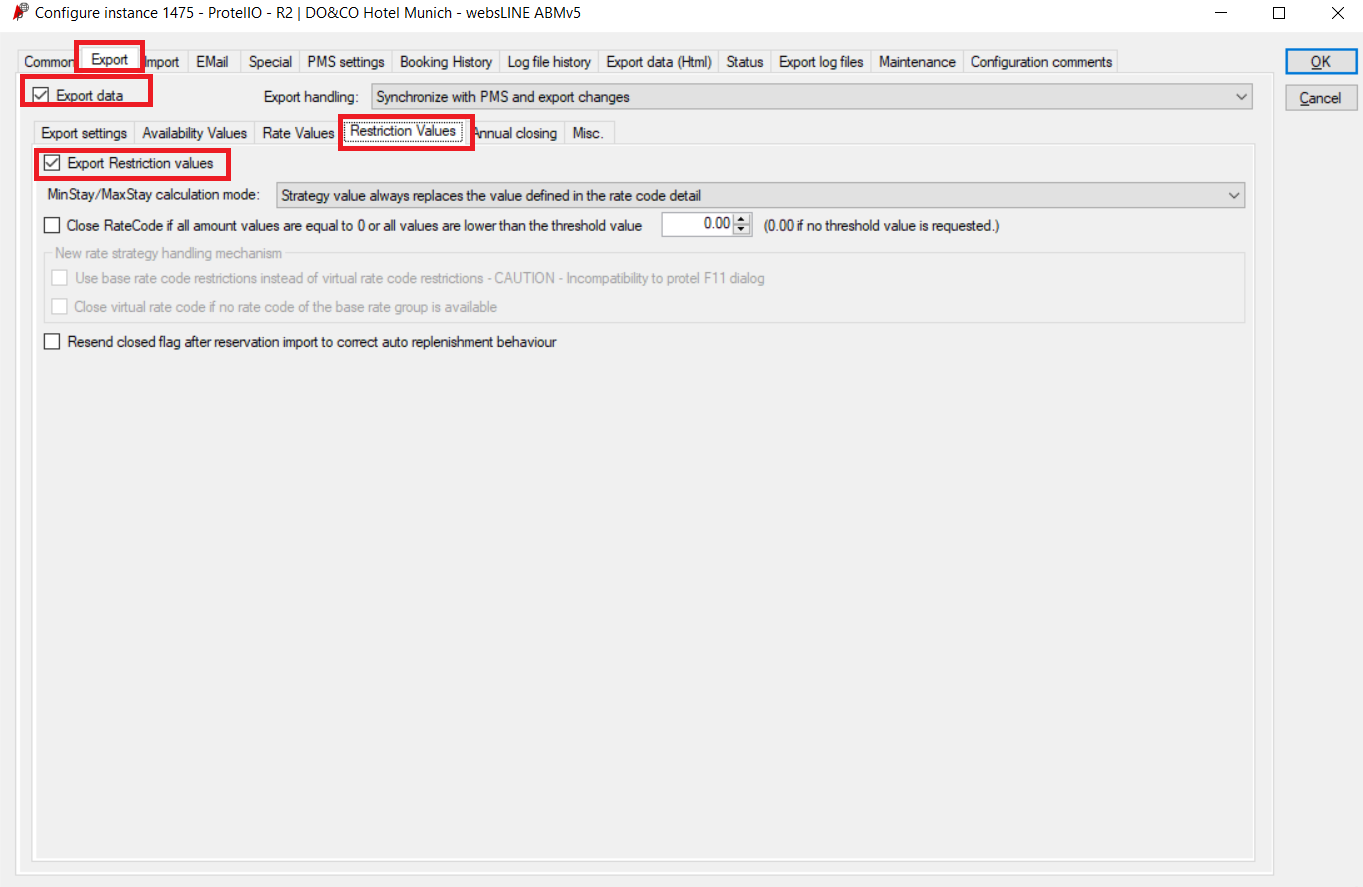 Configure instance 1475 - ProtelIO - R2 | DO&CO Hotel Munich - websLINE ABMv5
Common Export Import EMail Special PMS settings Booking History Log file history Export data (Html) Status Export log files Maintenance Configuration comments
OK
Export data Export handling: Synchronize with PMS and export changes
Cancel
Export settings Availability Values Rate Values Restriction Values Annual closing Misc.
Export Restriction values
MinStay/MaxStay calculation mode: Strategy value always replaces the value defined in the rate code detail
Close RateCode if all amount values are equal to 0 or all values are lower than the threshold value 0.00 (0.00 if no threshold value is requested.)
New rate strategy handling mechanism
Use base rate code restrictions instead of virtual rate code restrictions - CAUTION - Incompatibility to protel F11 dialog
Close virtual rate code if no rate code of the base rate group is available
Resend closed flag after reservation import to correct auto replenishment behaviour